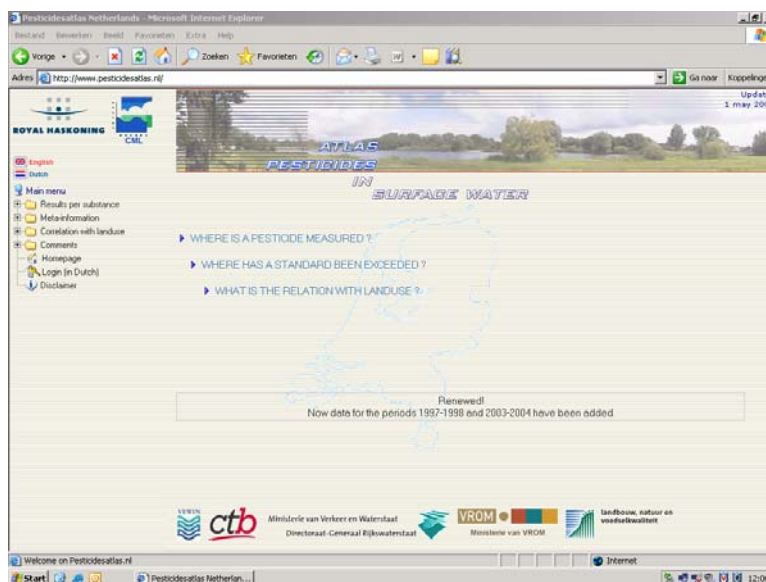 Pesticidesatlas Netherlands - Microsoft Internet Explorer
Bestand Bewerken Beeld Favorieten Extra Help
Vorige Zoeken Favorieten
Adres http://www.pesticidesatlas.nl/ Ga naar Koppelinge
Updat
1 may 200
ROYAL HASKONING
CML
ATLAS
PESTICIDES
IN
SURFACE WATER
English
Dutch
Main menu
Results per substance
Meta-information
Correlation with landuse
Comments
Homepage
Login (in Dutch)
Disclaimer
WHERE IS A PESTICIDE MEASURED ?
WHERE HAS A STANDARD BEEN EXCEEDED ?
WHAT IS THE RELATION WITH LANDUSE ?
Renewed!
Now data for the periods 1997-1998 and 2003-2004 have been added.
VEWIN
ctb
Ministerie van Verkeer en Waterstaat
Directoraat-Generaal Rijkswaterstaat
VROM
Ministerie van VROM
landbouw, natuur en
voedselkwaliteit
Welcome on Pesticidesatlas.nl Internet
Start Pesticidesatlas Netherlan...